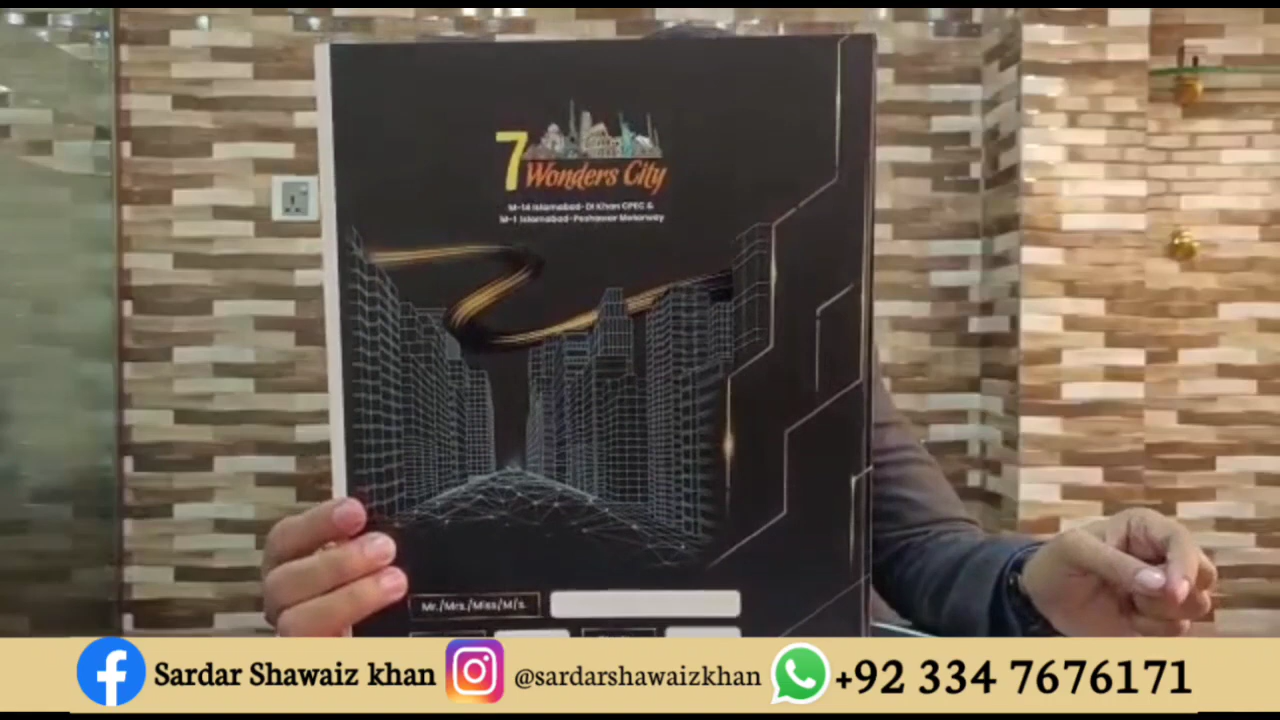 7 Wonders City
M-14 Islamabad-DI Khan CPEC &
M-1 Islamabad-Peshawar Motorway
Mr./Mrs./Miss/M/s.
Sardar Shawaiz khan @sardarshawaizkhan +92 334 7676171